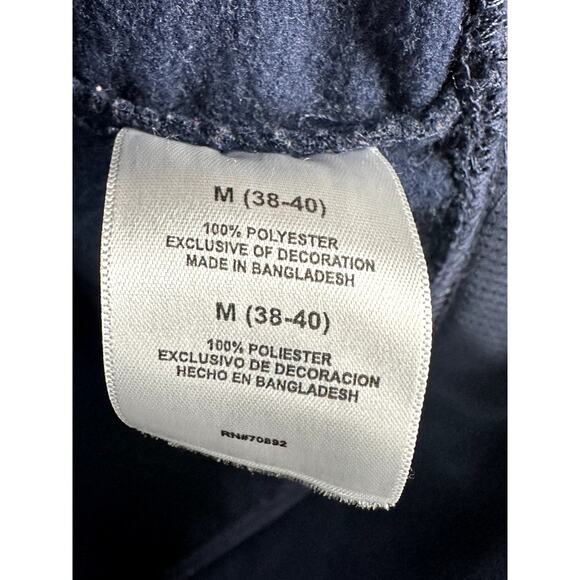 M (38-40)
100% POLYESTER
EXCLUSIVE OF DECORATION
MADE IN BANGLADESH
M (38-40)
100% POLIESTER
EXCLUSIVO DE DECORACION
HECHO EN BANGLADESH
RN#70892